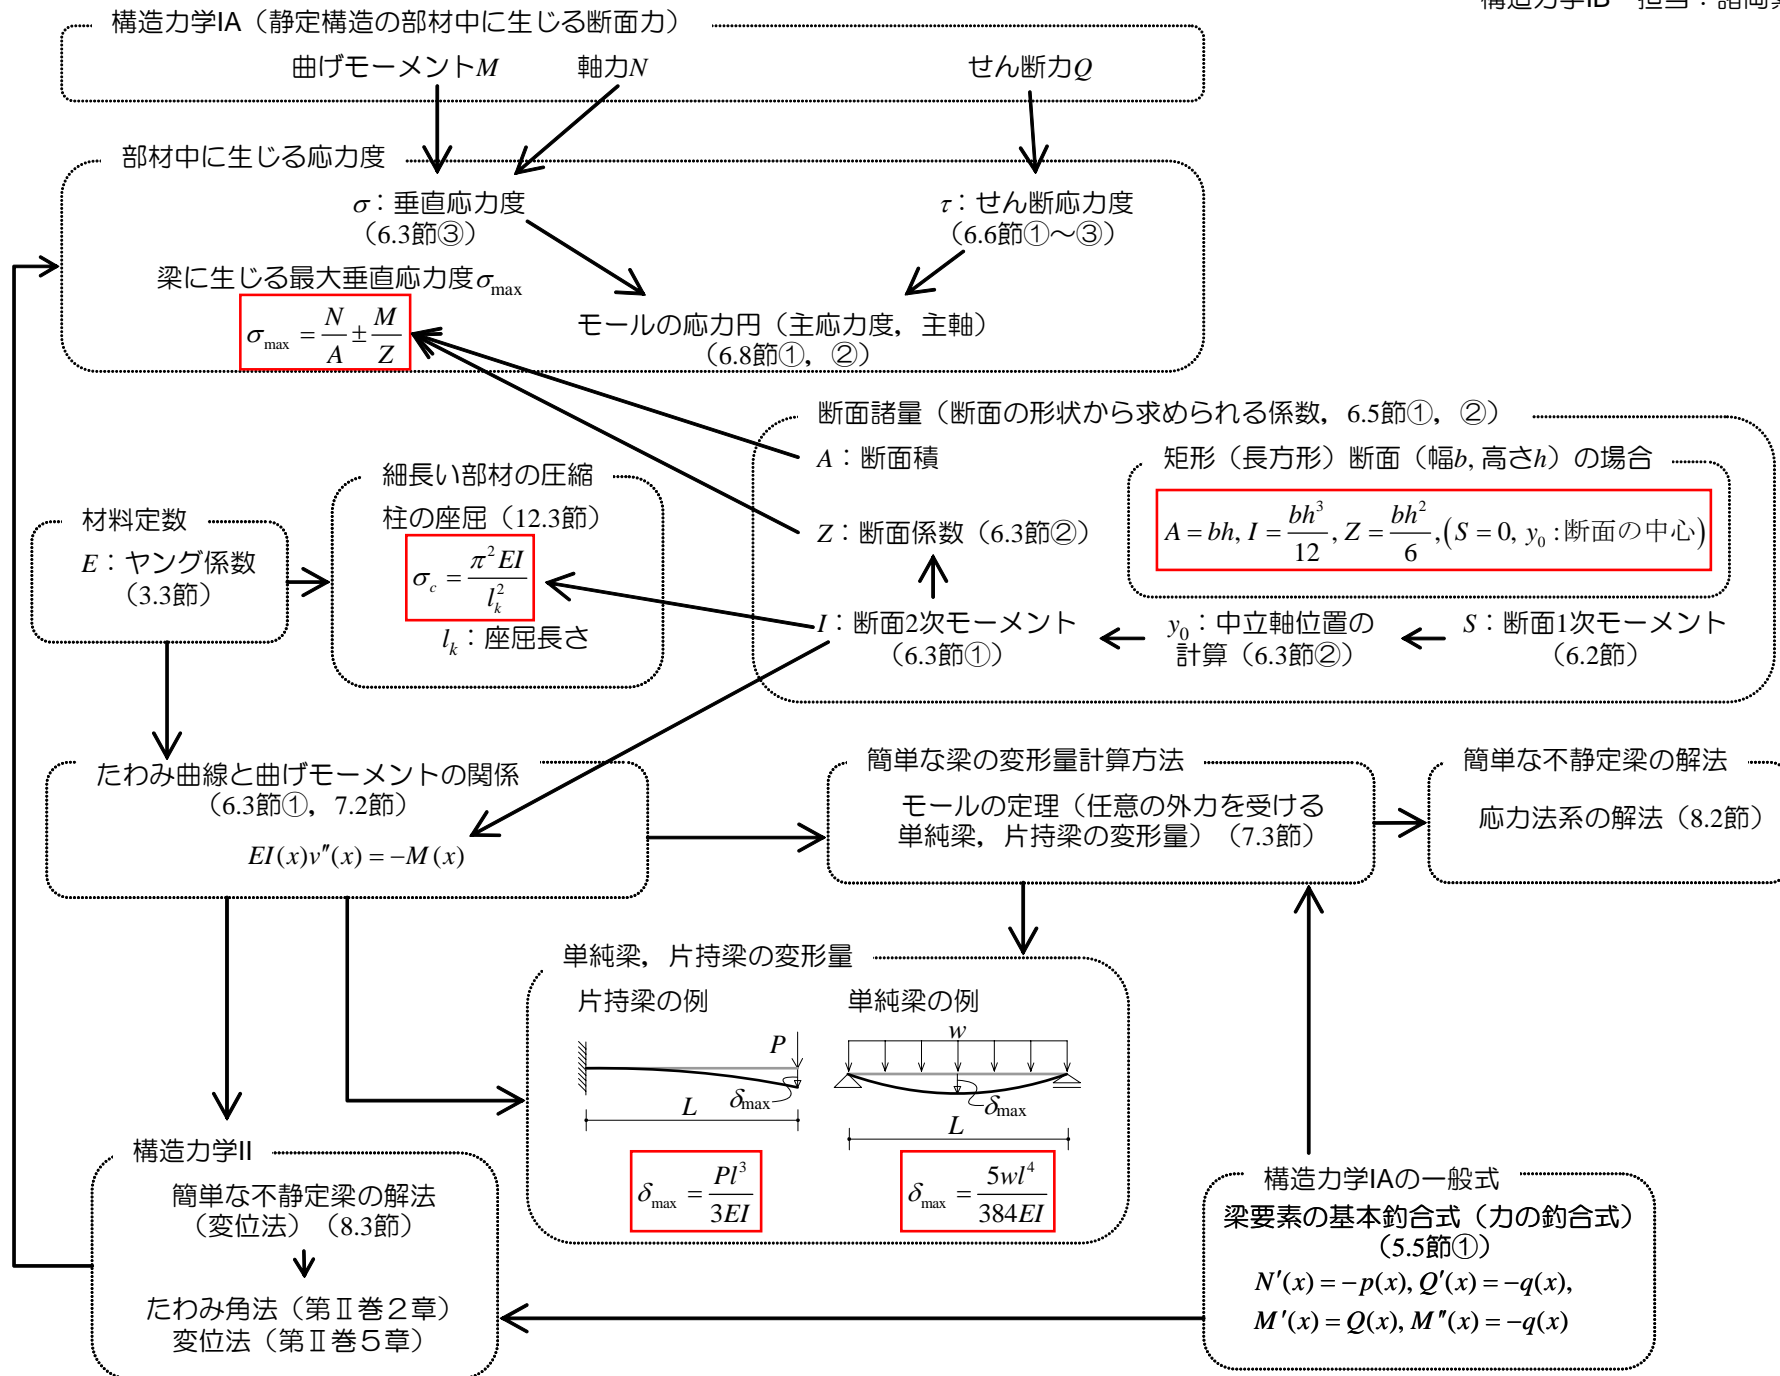 構造力学IB 担当：諸岡
構造力学IA（静定構造の部材中に生じる断面力）
曲げモーメントM 軸力N せん断力Q
部材中に生じる応力度
σ：垂直応力度
（6.3節③）
τ：せん断応力度
（6.6節①～③）
梁に生じる最大垂直応力度σmax
σmax = N/A ± M/Z
モールの応力円（主応力度，主軸）
（6.8節①，②）
断面諸量（断面の形状から求められる係数，6.5節①，②）
A：断面積
矩形（長方形）断面（幅b, 高さh）の場合
A = bh, I = bh³/12, Z = bh²/6, (S = 0, y₀ :断面の中心)
Z：断面係数（6.3節②）
I：断面2次モーメント
（6.3節①）
y₀：中立軸位置の
計算（6.3節②）
S：断面1次モーメント
（6.2節）
細長い部材の圧縮
柱の座屈（12.3節）
σc = π²EI/lk²
lk：座屈長さ
材料定数
E：ヤング係数
（3.3節）
たわみ曲線と曲げモーメントの関係
（6.3節①，7.2節）
EI(x)v″(x) = −M(x)
簡単な梁の変形量計算方法
モールの定理（任意の外力を受ける
単純梁，片持梁の変形量）（7.3節）
簡単な不静定梁の解法
応力法系の解法（8.2節）
単純梁，片持梁の変形量
片持梁の例
P
δmax
L
δmax = Pl³/3EI
単純梁の例
w
δmax
L
δmax = 5wl⁴/384EI
構造力学II
簡単な不静定梁の解法
（変位法）（8.3節）
たわみ角法（第Ⅱ巻２章）
変位法（第Ⅱ巻５章）
構造力学IAの一般式
梁要素の基本釣合式（力の釣合式）
（5.5節①）
N′(x) = −p(x), Q′(x) = −q(x),
M′(x) = Q(x), M″(x) = −q(x)